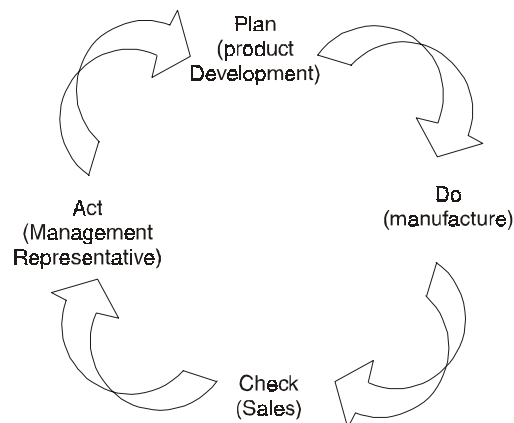 Plan
(product
Development)
Do
(manufacture)
Check
(Sales)
Act
(Management
Representative)